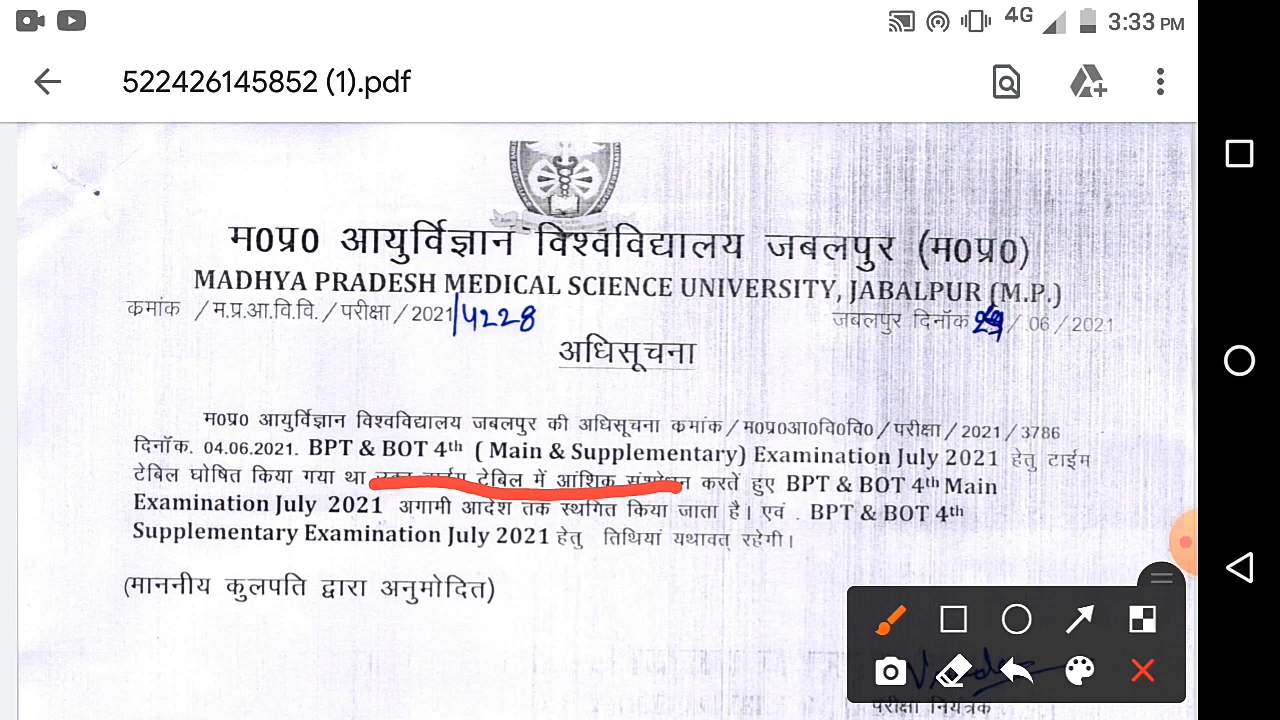 4G 3:33 PM
522426145852 (1).pdf
म0प्र0 आयुर्विज्ञान विश्वविद्यालय जबलपुर (म0प्र0)
MADHYA PRADESH MEDICAL SCIENCE UNIVERSITY, JABALPUR (M.P.)
कमांक / म.प्र.आ.वि.वि. / परीक्षा / 2021/4228
जबलपुर दिनॉक / .06 / 2021
अधिसूचना
म0प्र0 आयुर्विज्ञान विश्वविद्यालय जबलपुर की अधिसूचना कमांक / म0प्र0आ0वि0वि0 / परीक्षा / 2021 / 3786
दिनॉक. 04.06.2021. BPT & BOT 4th ( Main & Supplementary) Examination July 2021 हेतु टाईम
टेबिल घोषित किया गया था टेबिल में आंशिक करतें हुए BPT & BOT 4th Main
Examination July 2021 अगामी आदेश तक स्थगित किया जाता है। एवं . BPT & BOT 4th
Supplementary Examination July 2021 हेतु तिथियां यथावत् रहेगी।
(माननीय कुलपति द्वारा अनुमोदित)
परीक्षा नियंत्रक